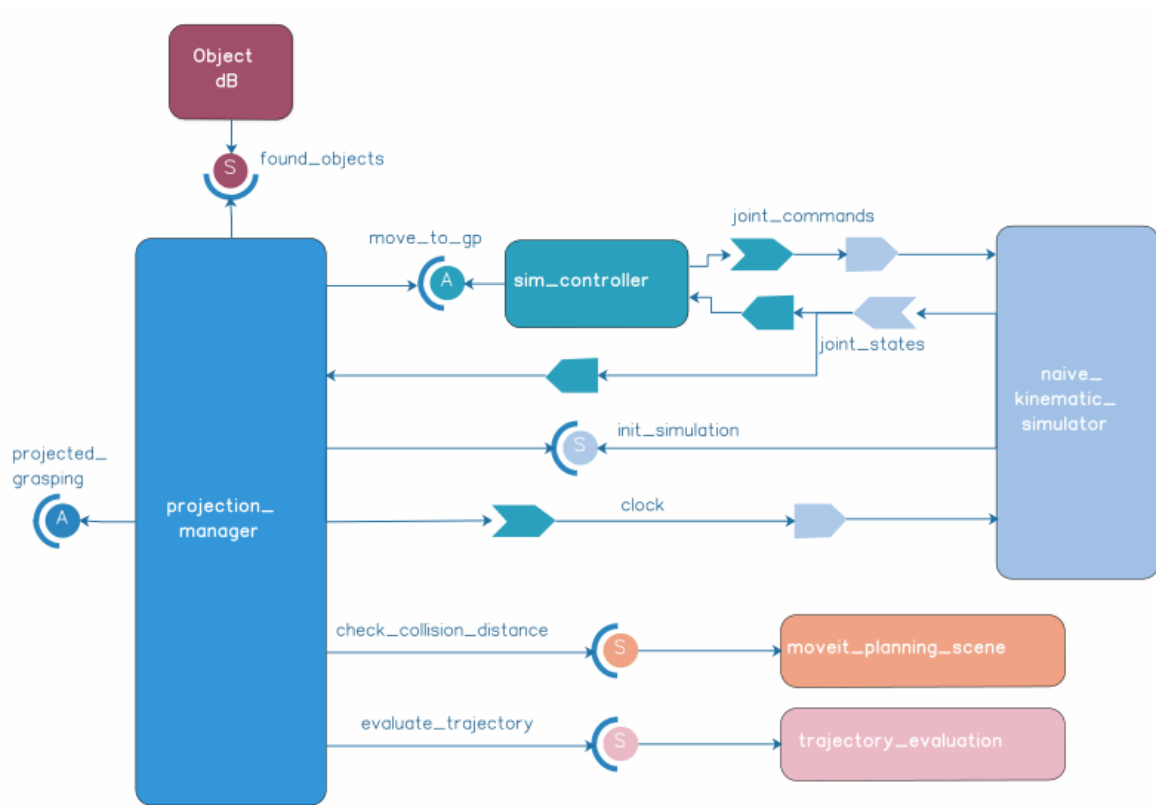 Object
dB
S
found_objects
joint_commands
move_to_gp
A
sim_controller
joint_states
naive_
kinematic_
simulator
init_simulation
S
projected_
grasping
A
projection_
manager
clock
check_collision_distance
S
moveit_planning_scene
evaluate_trajectory
S
trajectory_evaluation